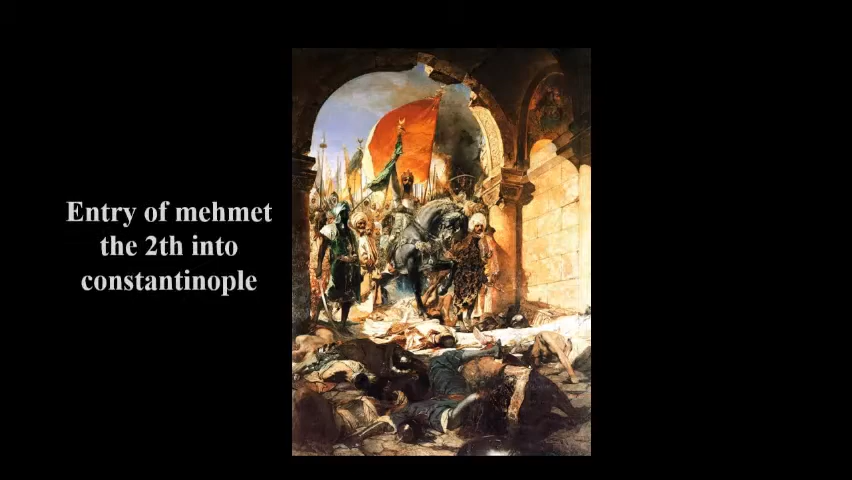 Entry of mehmet
the 2th into
constantinople